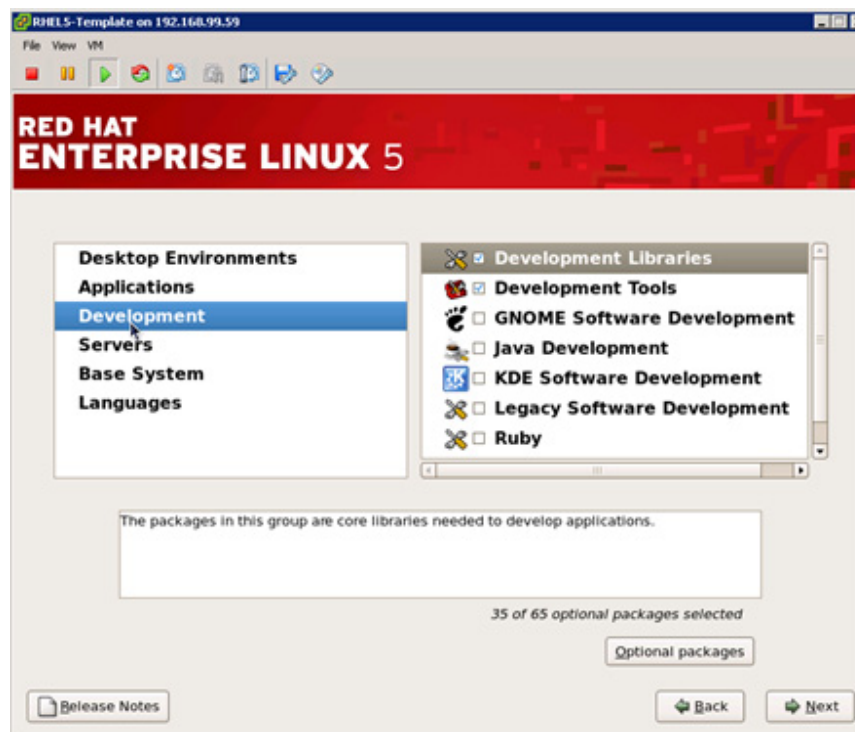 RHEL5-Template on 192.168.99.59
File View VM
RED HAT
ENTERPRISE LINUX 5
Desktop Environments
Applications
Development
Servers
Base System
Languages
Development Libraries
Development Tools
GNOME Software Development
Java Development
KDE Software Development
Legacy Software Development
Ruby
The packages in this group are core libraries needed to develop applications.
35 of 65 optional packages selected
Optional packages
Release Notes
Back
Next